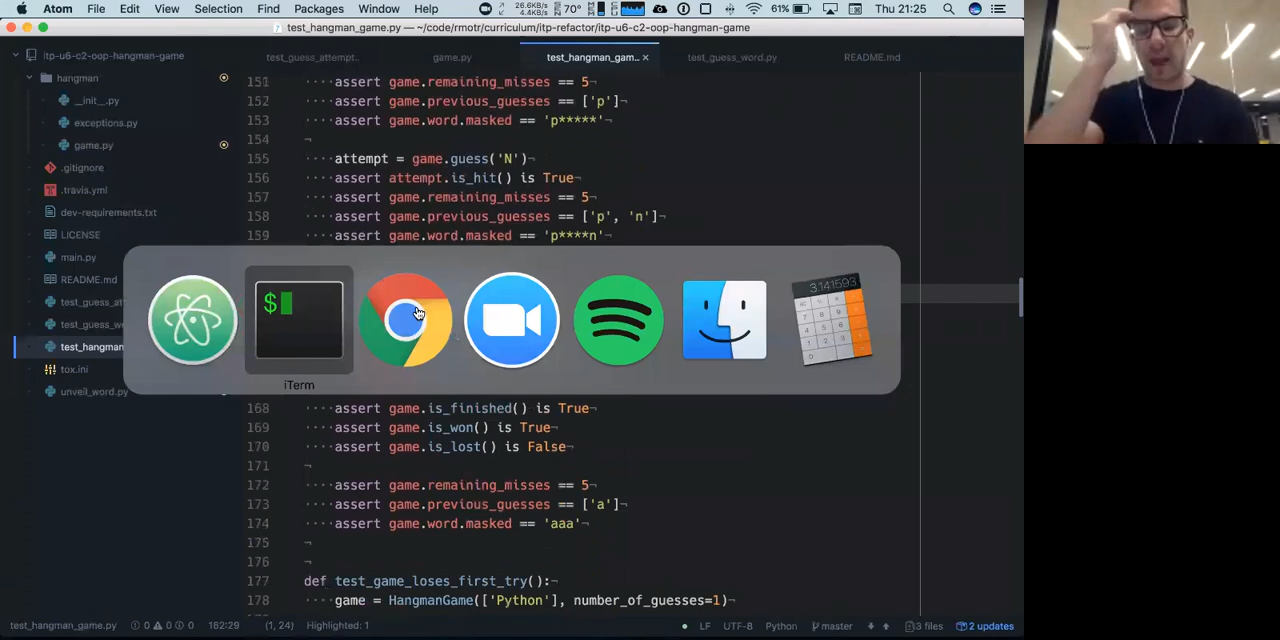 Atom File Edit View Selection Find Packages Window Help 26.6KB/s 4.4KB/s 70° 61% Thu 21:25
test_hangman_game.py — ~/code/rmotr/curriculum/itp-refactor/itp-u6-c2-oop-hangman-game
itp-u6-c2-oop-hangman-game
test_guess_attempt.. game.py test_hangman_gam.. test_guess_word.py README.md
hangman
__init__.py
exceptions.py
game.py
.gitignore
.travis.yml
dev-requirements.txt
LICENSE
main.py
README.md
test_guess_at
test_guess_wo
test_hangman
tox.ini
unveil_word.py
151 assert game.remaining_misses == 5
152 assert game.previous_guesses == ['p']
153 assert game.word.masked == 'p*****'
154
155 attempt = game.guess('N')
156 assert attempt.is_hit() is True
157 assert game.remaining_misses == 5
158 assert game.previous_guesses == ['p', 'n']
159 assert game.word.masked == 'p****n'
$
3.141593
iTerm
168 assert game.is_finished() is True
169 assert game.is_won() is True
170 assert game.is_lost() is False
171
172 assert game.remaining_misses == 5
173 assert game.previous_guesses == ['a']
174 assert game.word.masked == 'aaa'
175
176
177 def test_game_loses_first_try():
178 game = HangmanGame(['Python'], number_of_guesses=1)
test_hangman_game.py 0 0 0 162:29 (1, 24) Highlighted: 1 LF UTF-8 Python master 3 files 2 updates